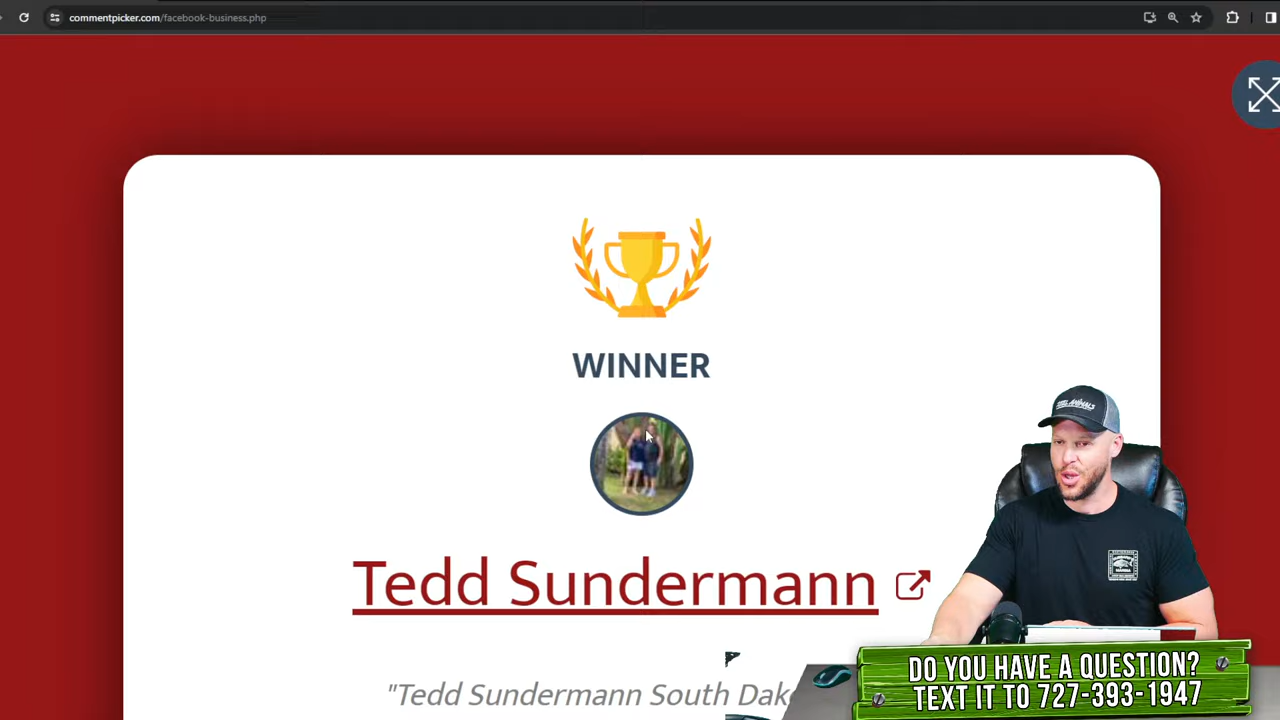 commentpicker.com/facebook-business.php
WINNER
Tedd Sundermann
"Tedd Sundermann South
DO YOU HAVE A QUESTION?
TEXT IT TO 727-393-1947